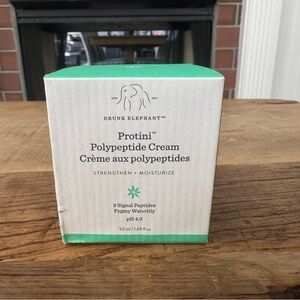 DRUNK ELEPHANT™
Protini™
Polypeptide Cream
Crème aux polypeptides
STRENGTHEN + MOISTURIZE
9 Signal Peptides
Pygmy Waterlily
pH 4.0
50 ml / 1.69 fl oz